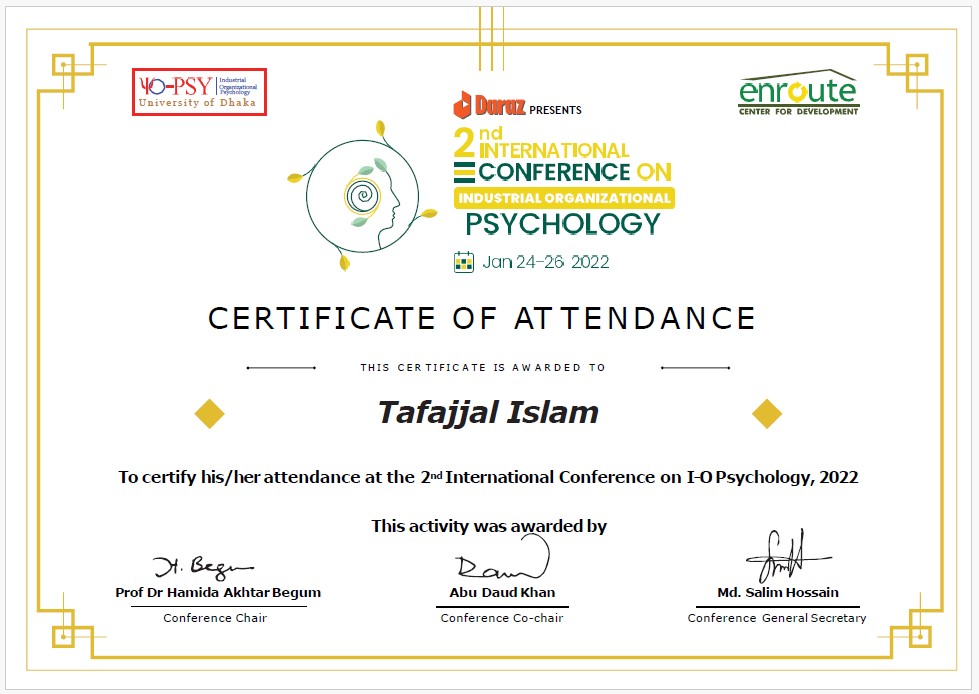 IO-PSY Industrial Organizational Psychology
University of Dhaka
enroute
CENTER FOR DEVELOPMENT
Daraz PRESENTS
2nd INTERNATIONAL
CONFERENCE ON
INDUSTRIAL ORGANIZATIONAL
PSYCHOLOGY
Jan 24-26 2022
CERTIFICATE OF ATTENDANCE
THIS CERTIFICATE IS AWARDED TO
Tafajjal Islam
To certify his/her attendance at the 2nd International Conference on I-O Psychology, 2022
This activity was awarded by
H. Begum
Prof Dr Hamida Akhtar Begum
Conference Chair
Abu Daud Khan
Conference Co-chair
Md. Salim Hossain
Conference General Secretary